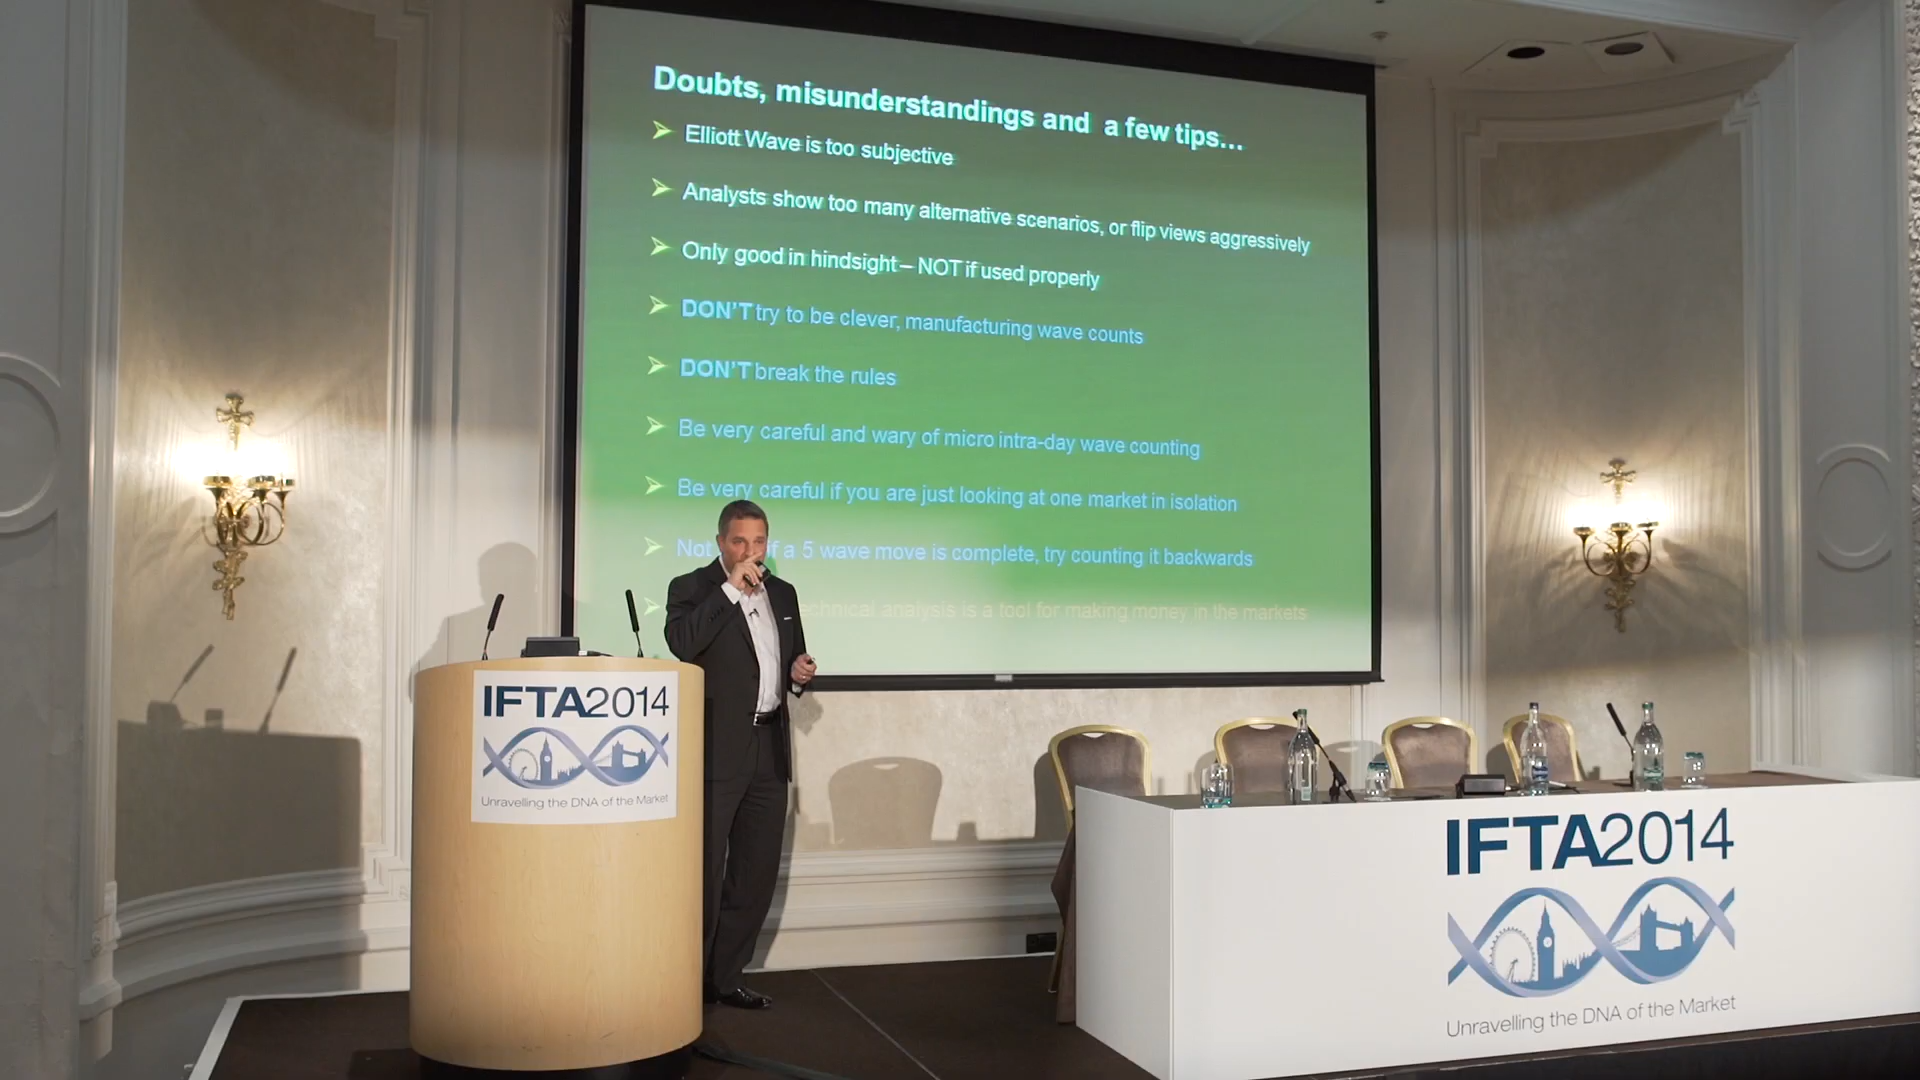 Doubts, misunderstandings and a few tips...
Elliott Wave is too subjective
Analysts show too many alternative scenarios, or flip views aggressively
Only good in hindsight – NOT if used properly
DON'T try to be clever, manufacturing wave counts
DON'T break the rules
Be very careful and wary of micro intra-day wave counting
Be very careful if you are just looking at one market in isolation
Not if a 5 wave move is complete, try counting it backwards
technical analysis is a tool for making money in the markets
IFTA2014
Unravelling the DNA of the Market
IFTA2014
Unravelling the DNA of the Market